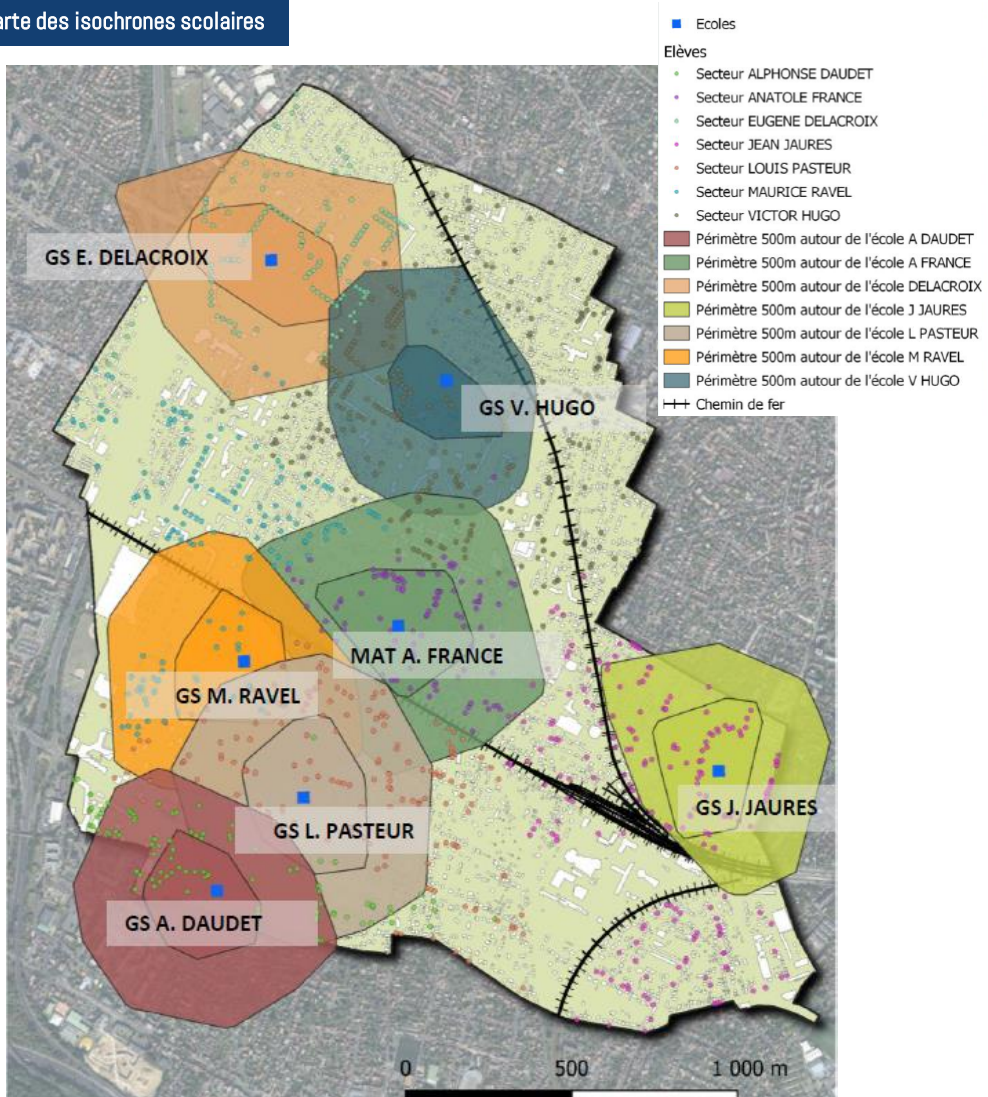 arte des isochrones scolaires
Ecoles
Elèves
Secteur ALPHONSE DAUDET
Secteur ANATOLE FRANCE
Secteur EUGENE DELACROIX
Secteur JEAN JAURES
Secteur LOUIS PASTEUR
Secteur MAURICE RAVEL
Secteur VICTOR HUGO
Périmètre 500m autour de l'école A DAUDET
Périmètre 500m autour de l'école A FRANCE
Périmètre 500m autour de l'école DELACROIX
Périmètre 500m autour de l'école J JAURES
Périmètre 500m autour de l'école L PASTEUR
Périmètre 500m autour de l'école M RAVEL
Périmètre 500m autour de l'école V HUGO
Chemin de fer
GS E. DELACROIX
GS V. HUGO
MAT A. FRANCE
GS M. RAVEL
GS J. JAURES
GS L. PASTEUR
GS A. DAUDET
0 500 1 000 m